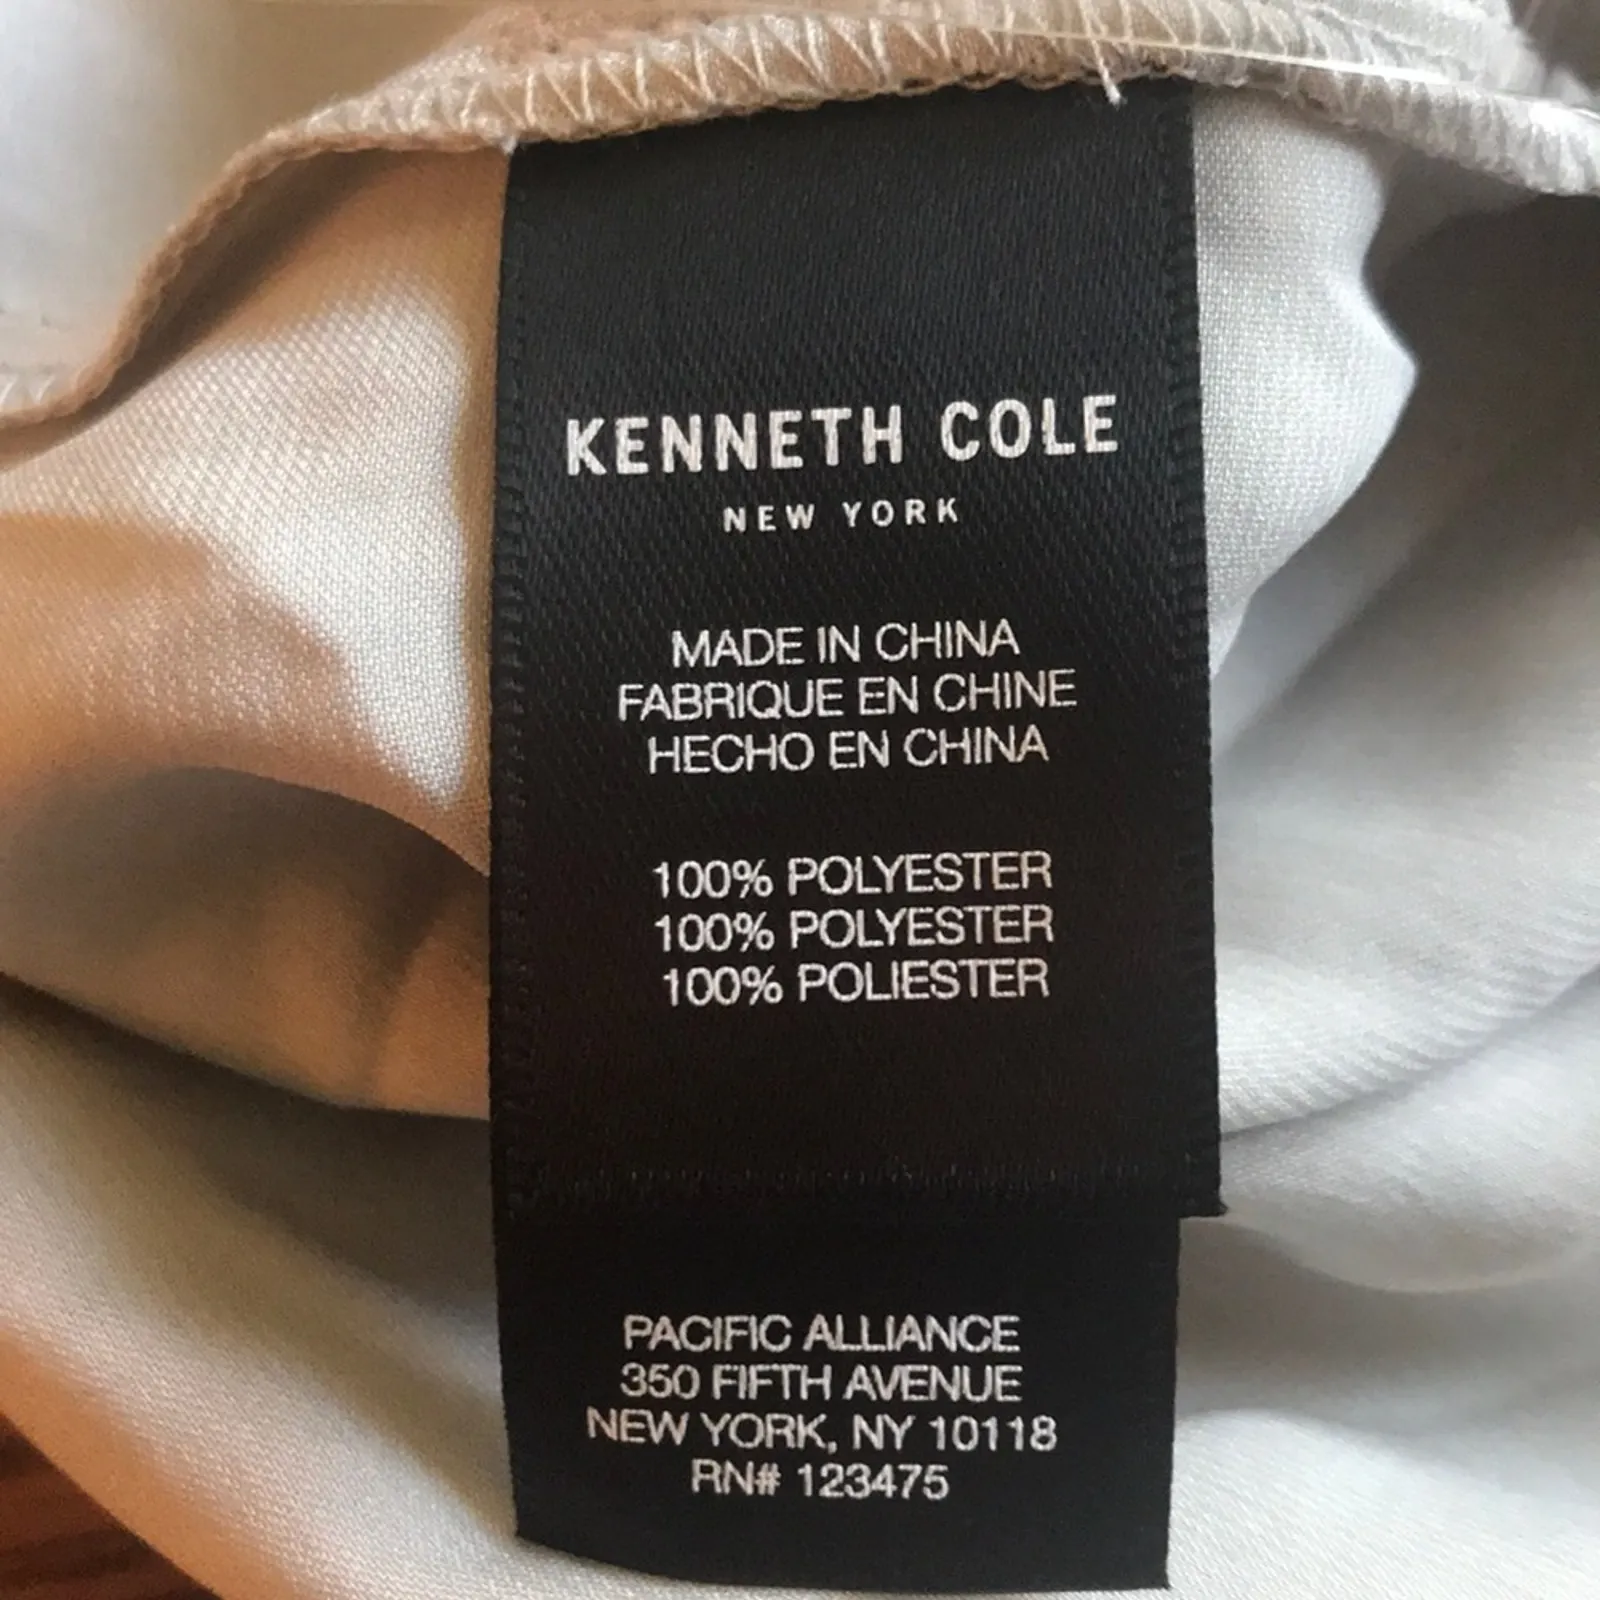 KENNETH COLE
NEW YORK
MADE IN CHINA
FABRIQUE EN CHINE
HECHO EN CHINA
100% POLYESTER
100% POLYESTER
100% POLIESTER
PACIFIC ALLIANCE
350 FIFTH AVENUE
NEW YORK, NY 10118
RN# 123475